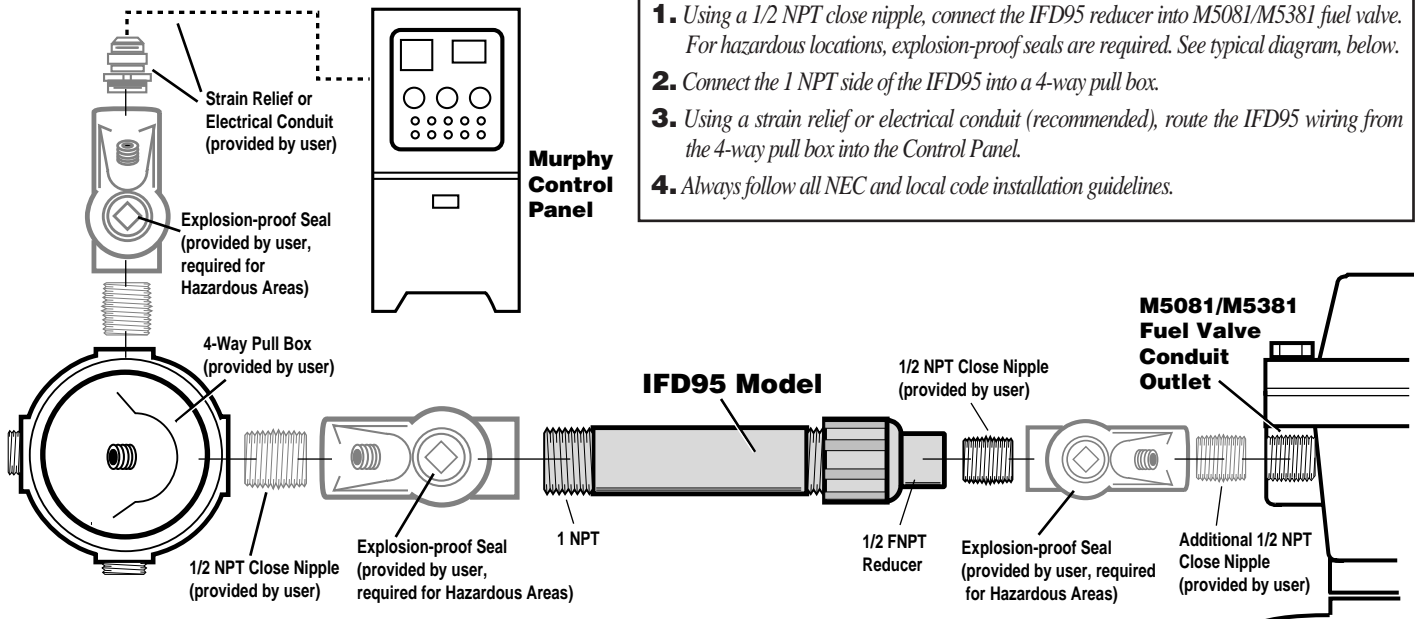 1. Using a 1/2 NPT close nipple, connect the IFD95 reducer into M5081/M5381 fuel valve.
For hazardous locations, explosion-proof seals are required. See typical diagram, below.
2. Connect the 1 NPT side of the IFD95 into a 4-way pull box.
3. Using a strain relief or electrical conduit (recommended), route the IFD95 wiring from
the 4-way pull box into the Control Panel.
4. Always follow all NEC and local code installation guidelines.
Strain Relief or
Electrical Conduit
(provided by user)
Murphy
Control
Panel
Explosion-proof Seal
(provided by user,
required for
Hazardous Areas)
4-Way Pull Box
(provided by user)
IFD95 Model
1/2 NPT Close Nipple
(provided by user)
M5081/M5381
Fuel Valve
Conduit
Outlet
1/2 NPT Close Nipple
(provided by user)
Explosion-proof Seal
(provided by user,
required for Hazardous Areas)
1 NPT
1/2 FNPT
Reducer
Explosion-proof Seal
(provided by user, required
for Hazardous Areas)
Additional 1/2 NPT
Close Nipple
(provided by user)